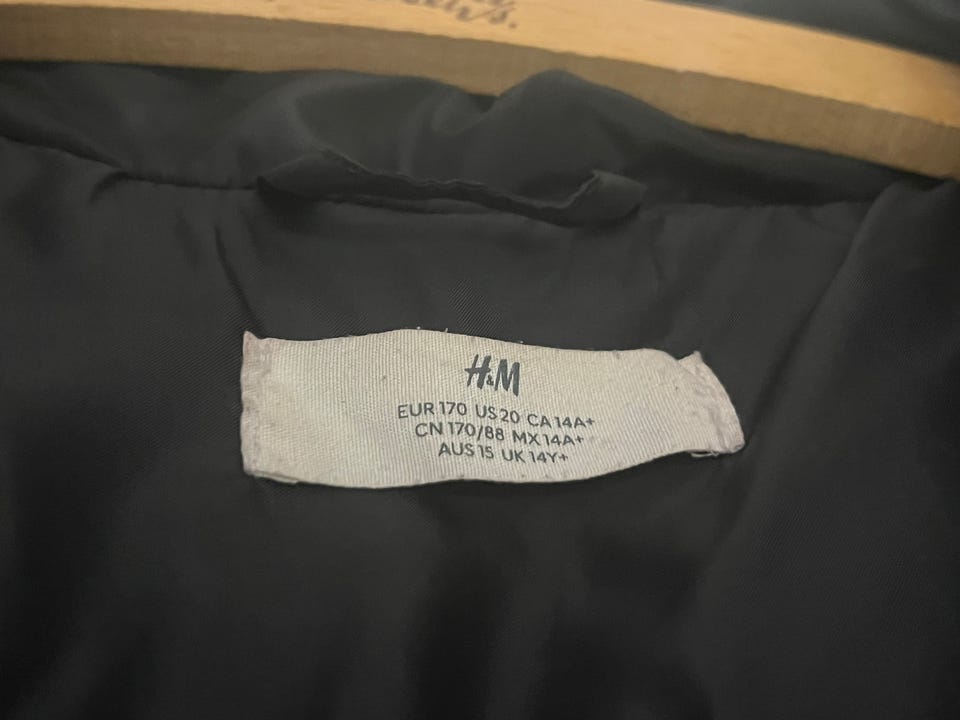 H&M
EUR 170 US 20 CA 14A+
CN 170/88 MX 14A+
AUS 15 UK 14Y+